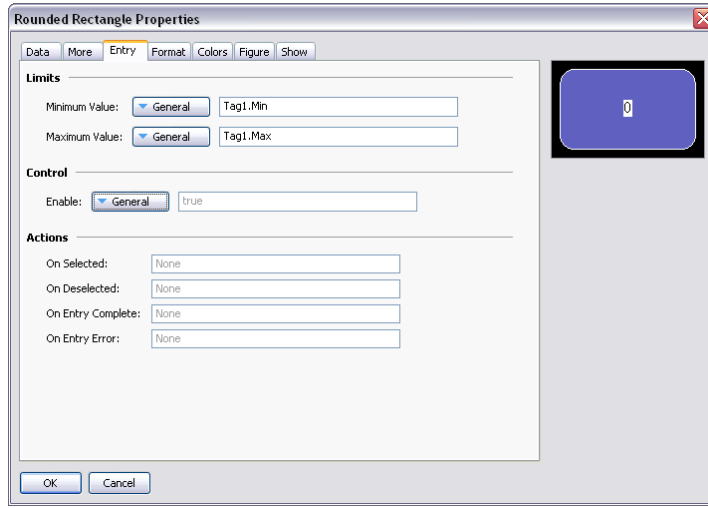 Rounded Rectangle Properties
Data More Entry Format Colors Figure Show
Limits
Minimum Value: General Tag1.Min
Maximum Value: General Tag1.Max
0
Control
Enable: General true
Actions
On Selected: None
On Deselected: None
On Entry Complete: None
On Entry Error: None
OK Cancel